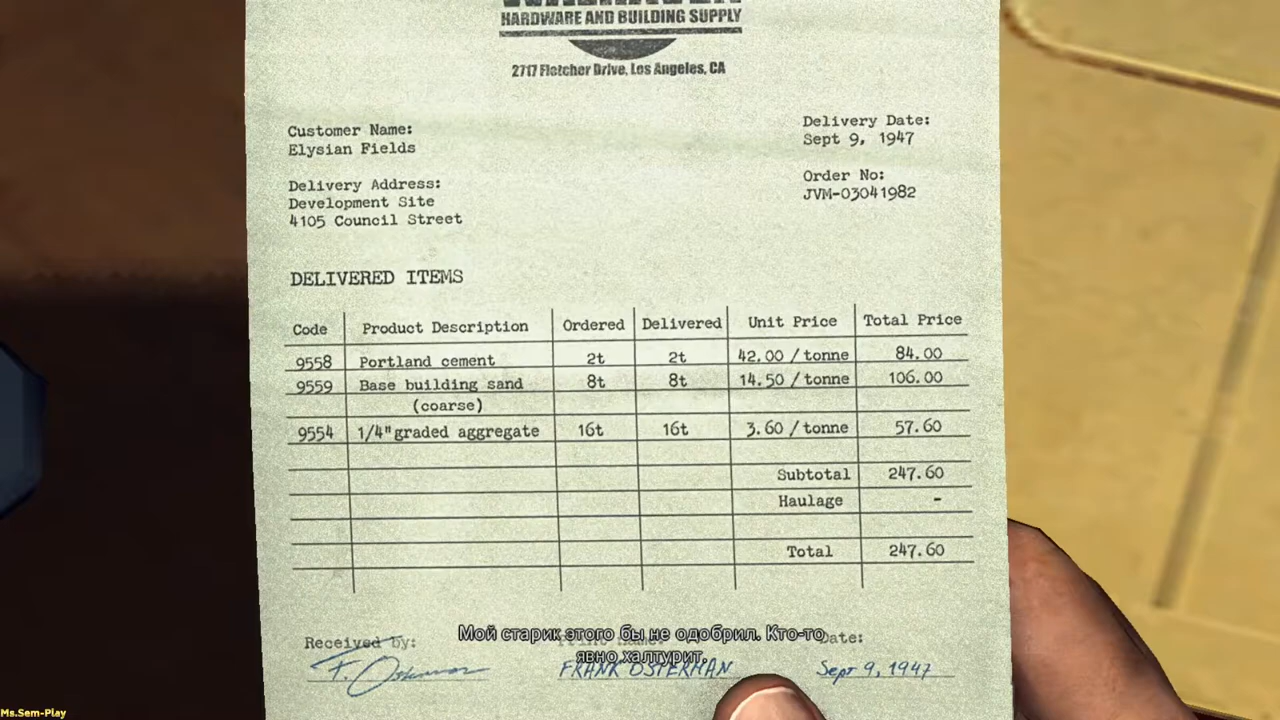 HARDWARE AND BUILDING SUPPLY
2717 Fletcher Drive, Los Angeles, CA
Customer Name:
Elysian Fields
Delivery Date:
Sept 9, 1947
Delivery Address:
Development Site
4105 Council Street
Order No:
JVM-03041982
DELIVERED ITEMS
Code Product Description Ordered Delivered Unit Price Total Price
9558 Portland cement 2t 2t 42.00 / tonne 84.00
9559 Base building sand 8t 8t 14.50 / tonne 106.00
(coarse)
9554 1/4" graded aggregate 16t 16t 3.60 / tonne 57.60
Subtotal 247.60
Haulage -
Total 247.60
Received by: Date:
F. Osterman FRANK OSTERMAN Sept 9, 1947
Мой старик этого бы не одобрил. Кто-то
явно халтурит.
Ms.Sem-Play